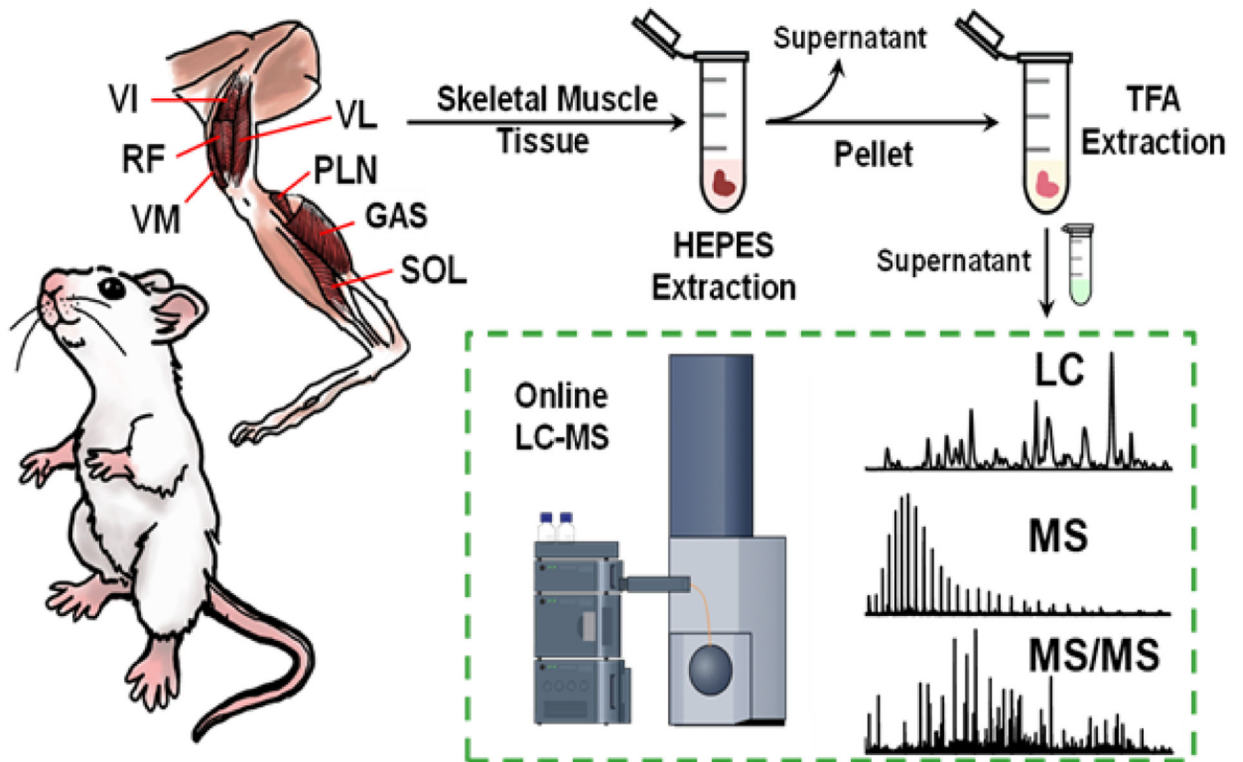 VI
VL
RF
PLN
VM
GAS
SOL
Skeletal Muscle
Tissue
HEPES
Extraction
Supernatant
Pellet
TFA
Extraction
Supernatant
Online
LC-MS
LC
MS
MS/MS